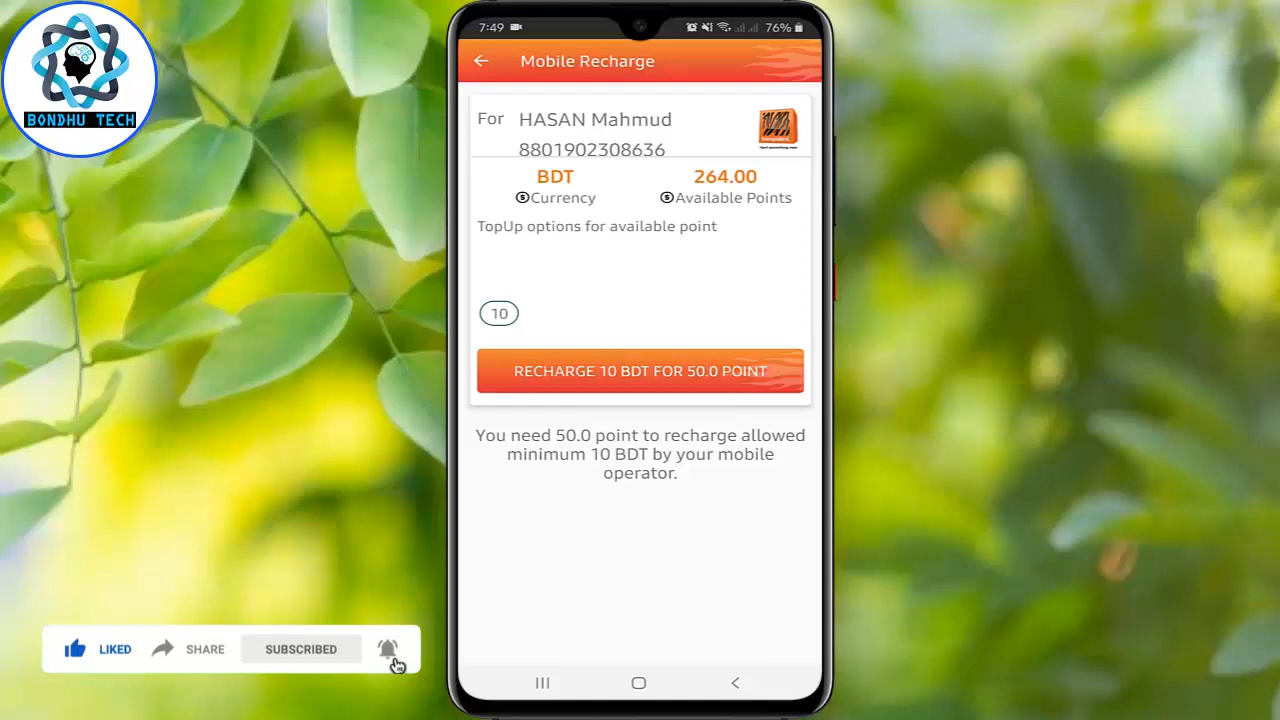 BONDHU TECH
7:49
76%
Mobile Recharge
For HASAN Mahmud
8801902308636
BDT 264.00
Currency Available Points
TopUp options for available point
10
RECHARGE 10 BDT FOR 50.0 POINT
You need 50.0 point to recharge allowed
minimum 10 BDT by your mobile
operator.
LIKED SHARE SUBSCRIBED